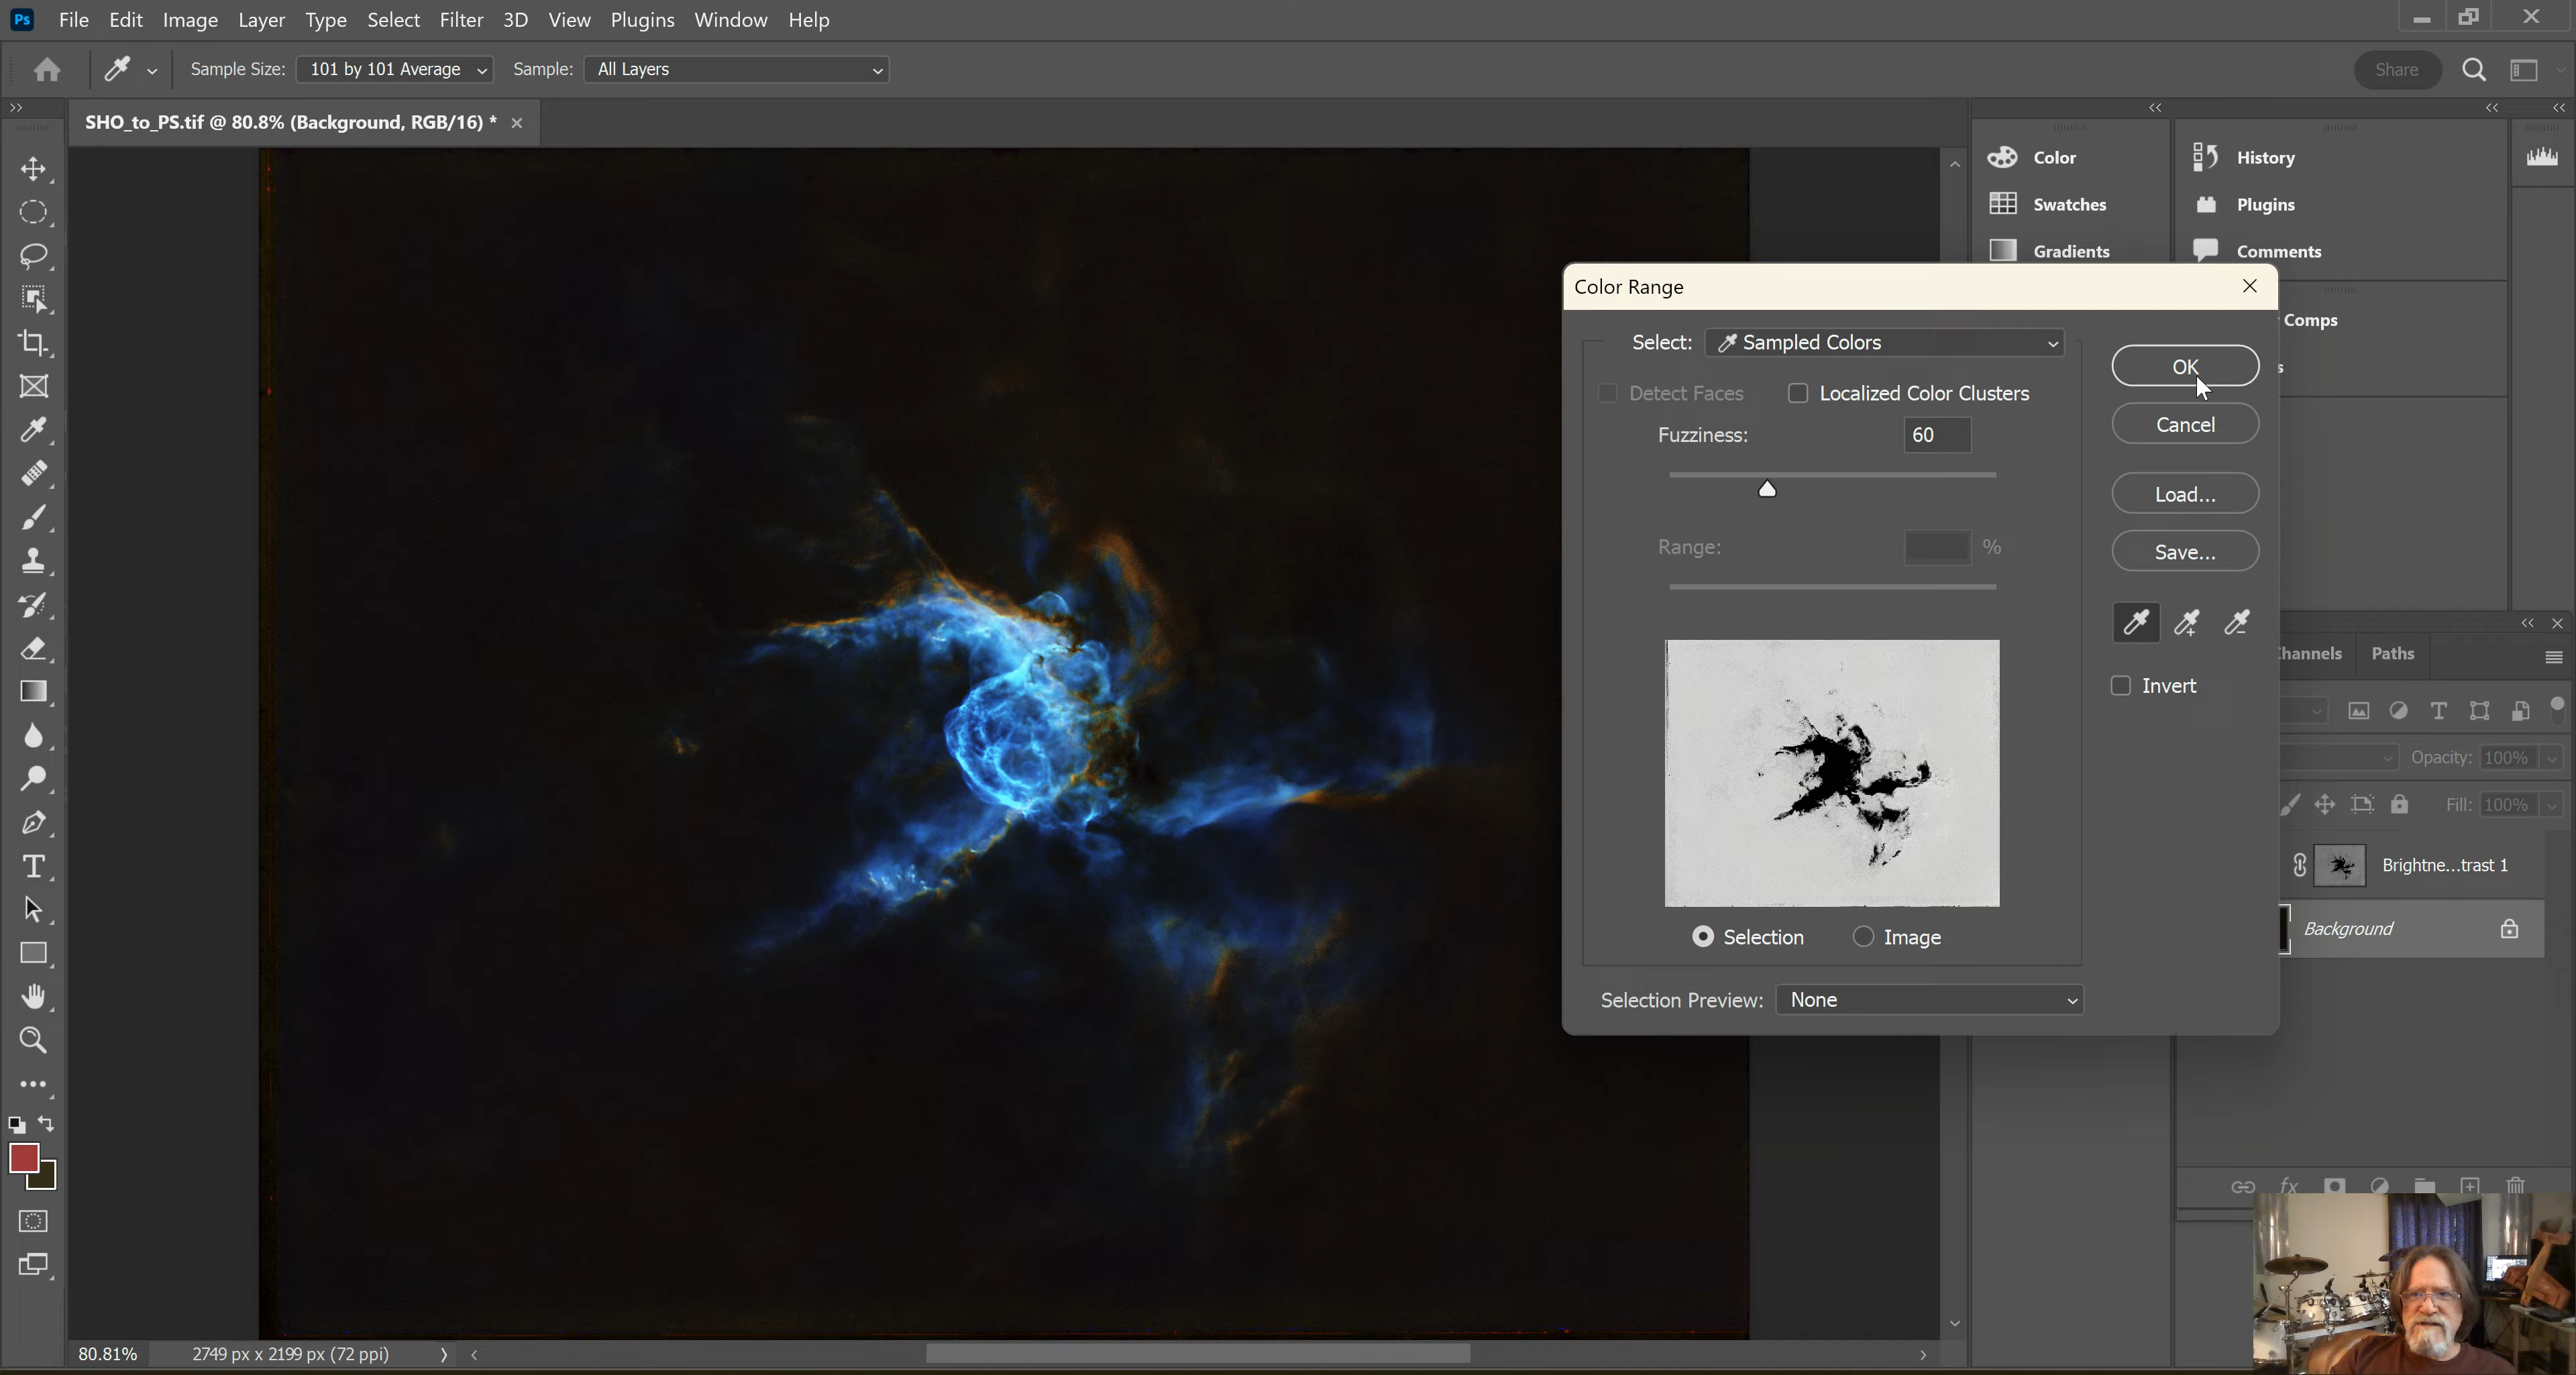 Ps File Edit Image Layer Type Select Filter 3D View Plugins Window Help
Sample Size: 101 by 101 Average Sample: All Layers Share
SHO_to_PS.tif @ 80.8% (Background, RGB/16) *
Color
Swatches
Gradients
History
Plugins
Comments
Comps
s
Color Range
Select: Sampled Colors
Detect Faces Localized Color Clusters
Fuzziness: 60
Range: %
Selection Image
Selection Preview: None
OK
Cancel
Load...
Save...
Invert
hannels Paths
Opacity: 100%
Fill: 100%
Brightne...trast 1
Background
fx
80.81% 2749 px x 2199 px (72 ppi)